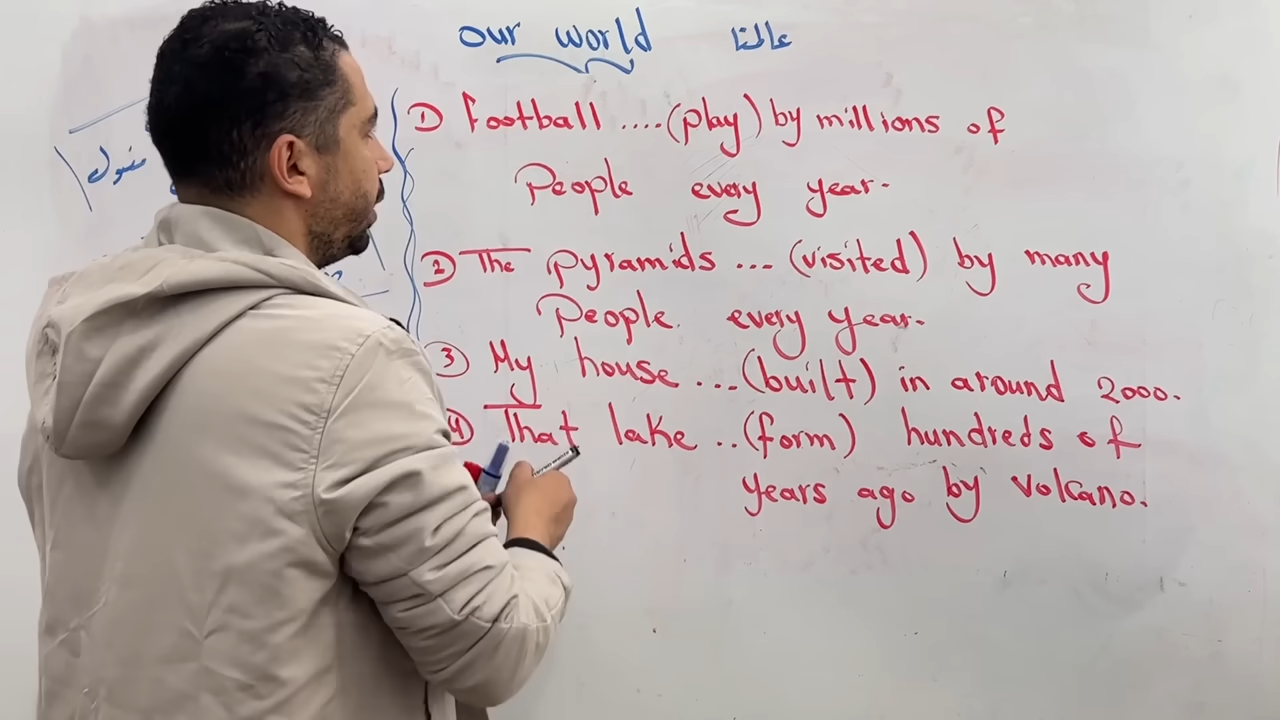 our world عالمنا
① Football ....(play) by millions of
People every year.
② The pyramids ... (visited) by many
People every year.
③ My house ...(built) in around 2000.
④ That lake ..(form) hundreds of
years ago by volcano.